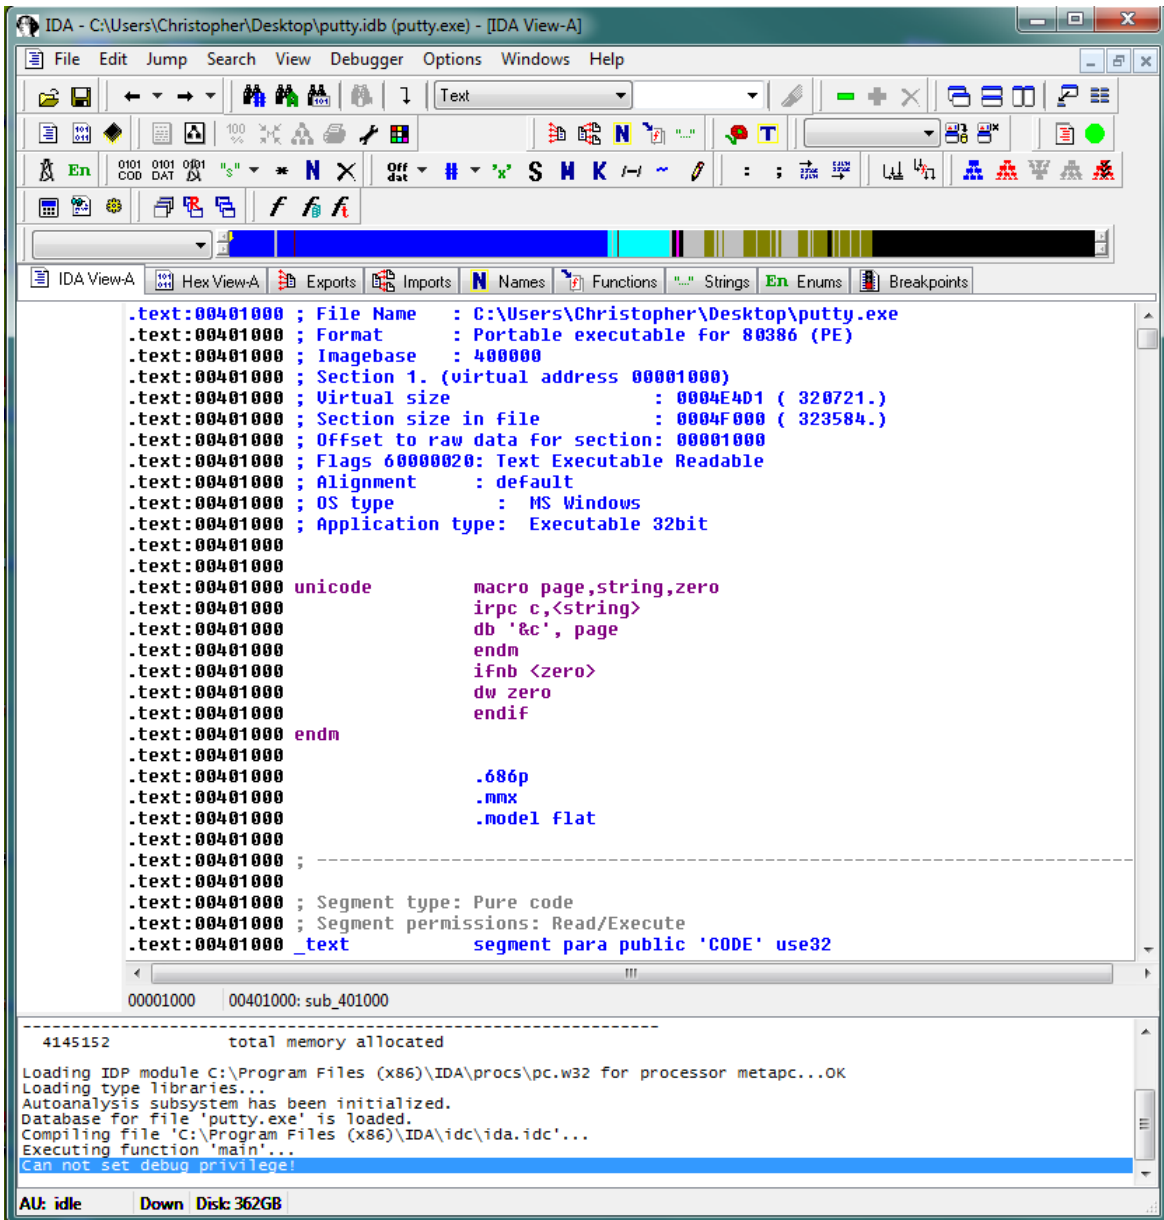 IDA - C:\Users\Christopher\Desktop\putty.idb (putty.exe) - [IDA View-A]
File Edit Jump Search View Debugger Options Windows Help
Text
En
IDA View-A Hex View-A Exports Imports N Names Functions Strings En Enums Breakpoints
.text:00401000 ; File Name : C:\Users\Christopher\Desktop\putty.exe
.text:00401000 ; Format : Portable executable for 80386 (PE)
.text:00401000 ; Imagebase : 400000
.text:00401000 ; Section 1. (virtual address 00001000)
.text:00401000 ; Virtual size : 0004E4D1 ( 320721.)
.text:00401000 ; Section size in file : 0004F000 ( 323584.)
.text:00401000 ; Offset to raw data for section: 00001000
.text:00401000 ; Flags 60000020: Text Executable Readable
.text:00401000 ; Alignment : default
.text:00401000 ; OS type : MS Windows
.text:00401000 ; Application type: Executable 32bit
.text:00401000
.text:00401000
.text:00401000 unicode macro page,string,zero
.text:00401000 irpc c,<string>
.text:00401000 db '&c', page
.text:00401000 endm
.text:00401000 ifnb <zero>
.text:00401000 dw zero
.text:00401000 endif
.text:00401000 endm
.text:00401000
.text:00401000 .686p
.text:00401000 .mmx
.text:00401000 .model flat
.text:00401000
.text:00401000 ; ---------------------------------------------------------------------------
.text:00401000
.text:00401000 ; Segment type: Pure code
.text:00401000 ; Segment permissions: Read/Execute
.text:00401000 _text segment para public 'CODE' use32
00001000 00401000: sub_401000
-----------------------------------------------------------------
4145152 total memory allocated
Loading IDP module C:\Program Files (x86)\IDA\procs\pc.w32 for processor metapc...OK
Loading type libraries...
Autoanalysis subsystem has been initialized.
Database for file 'putty.exe' is loaded.
Compiling file 'C:\Program Files (x86)\IDA\idc\ida.idc'...
Executing function 'main'...
Can not set debug privilege!
AU: idle Down Disk: 362GB